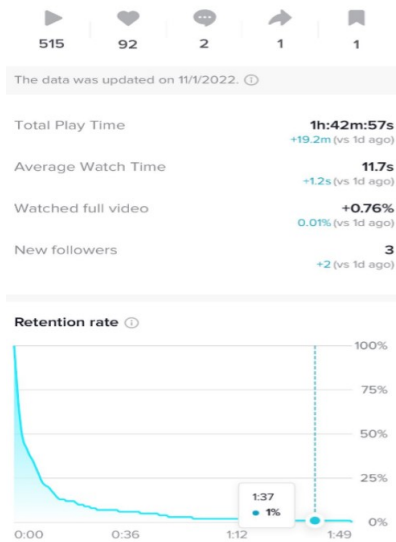 515 92 2 1 1
The data was updated on 11/1/2022.
Total Play Time 1h:42m:57s
+19.2m (vs 1d ago)
Average Watch Time 11.7s
+1.2s (vs 1d ago)
Watched full video +0.76%
0.01% (vs 1d ago)
New followers 3
+2 (vs 1d ago)
Retention rate
100%
75%
50%
25%
1:37
1%
0%
0:00 0:36 1:12 1:49